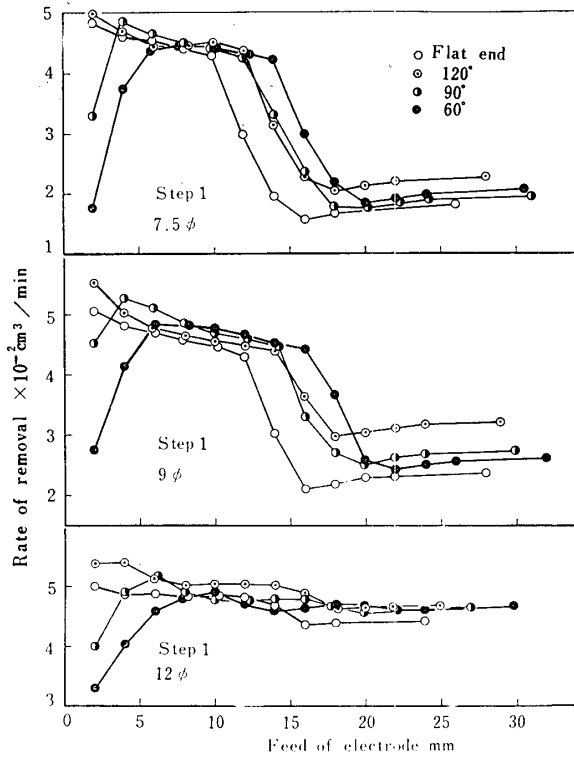 5
4
3
2
1
Flat end
120°
90°
60°
Step 1
7.5 φ
5
4
3
2
Step 1
9 φ
5
4
3
Step 1
12 φ
0
5
10
15
20
25
30
Feed of electrode mm
Rate of removal ×10⁻²cm³/min